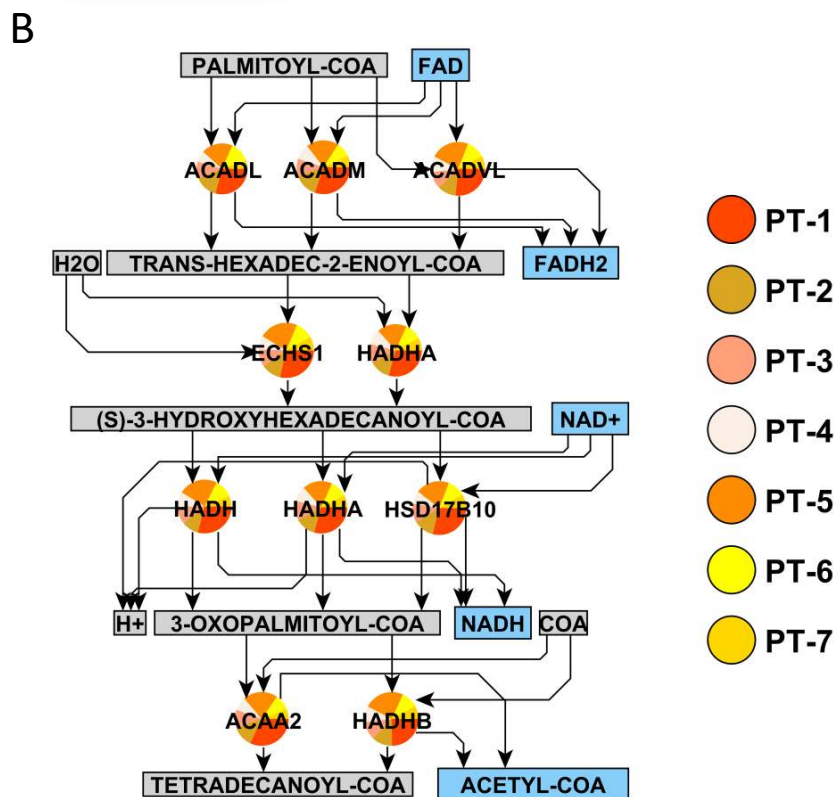 B
PALMITOYL-COA FAD
ACADL ACADM ACADVL
H2O TRANS-HEXADEC-2-ENOYL-COA FADH2
ECHS1 HADHA
(S)-3-HYDROXYHEXADECANOYL-COA NAD+
HADH HADHA HSD17B10
H+ 3-OXOPALMITOYL-COA NADH COA
ACAA2 HADHB
TETRADECANOYL-COA ACETYL-COA
PT-1
PT-2
PT-3
PT-4
PT-5
PT-6
PT-7